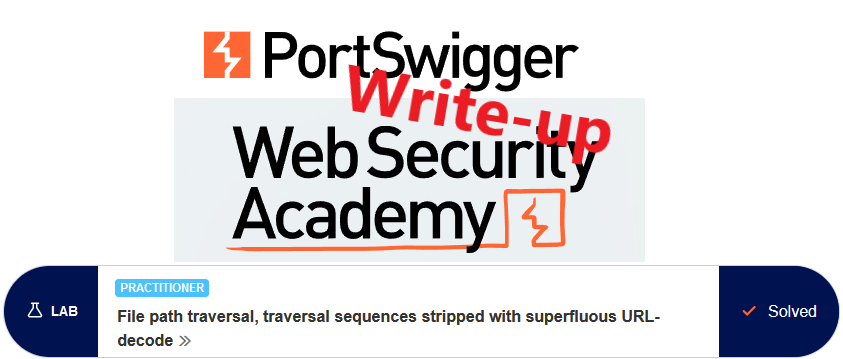 PortSwigger
Write-up
Web Security
Academy
LAB
PRACTITIONER
File path traversal, traversal sequences stripped with superfluous URL-
decode
Solved